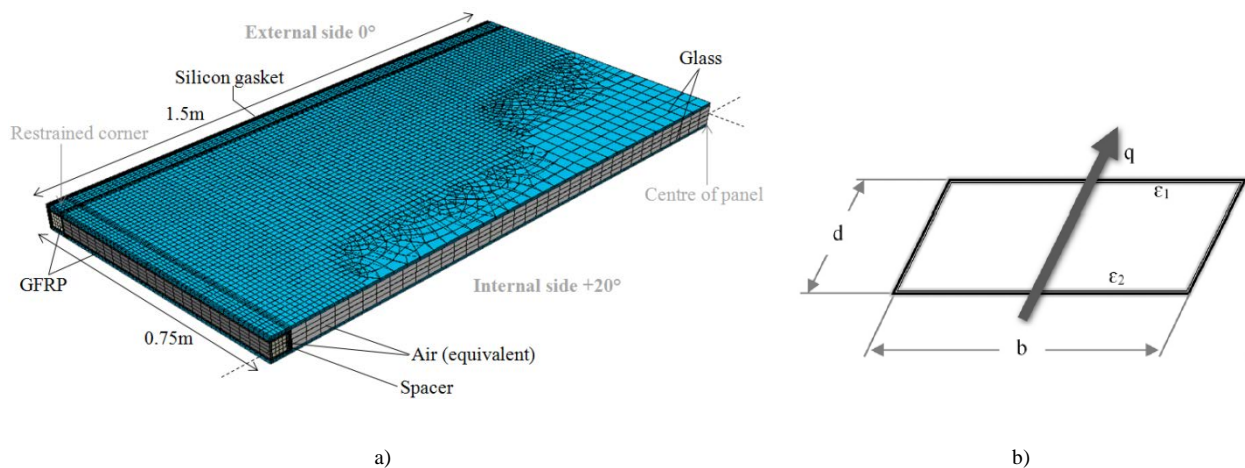 a)
b)
External side 0°
Silicon gasket
1.5m
Glass
Restrained corner
q
ε1
Centre of panel
d
GFRP
Internal side +20°
ε2
0.75m
Air (equivalent)
b
Spacer
a)
b)